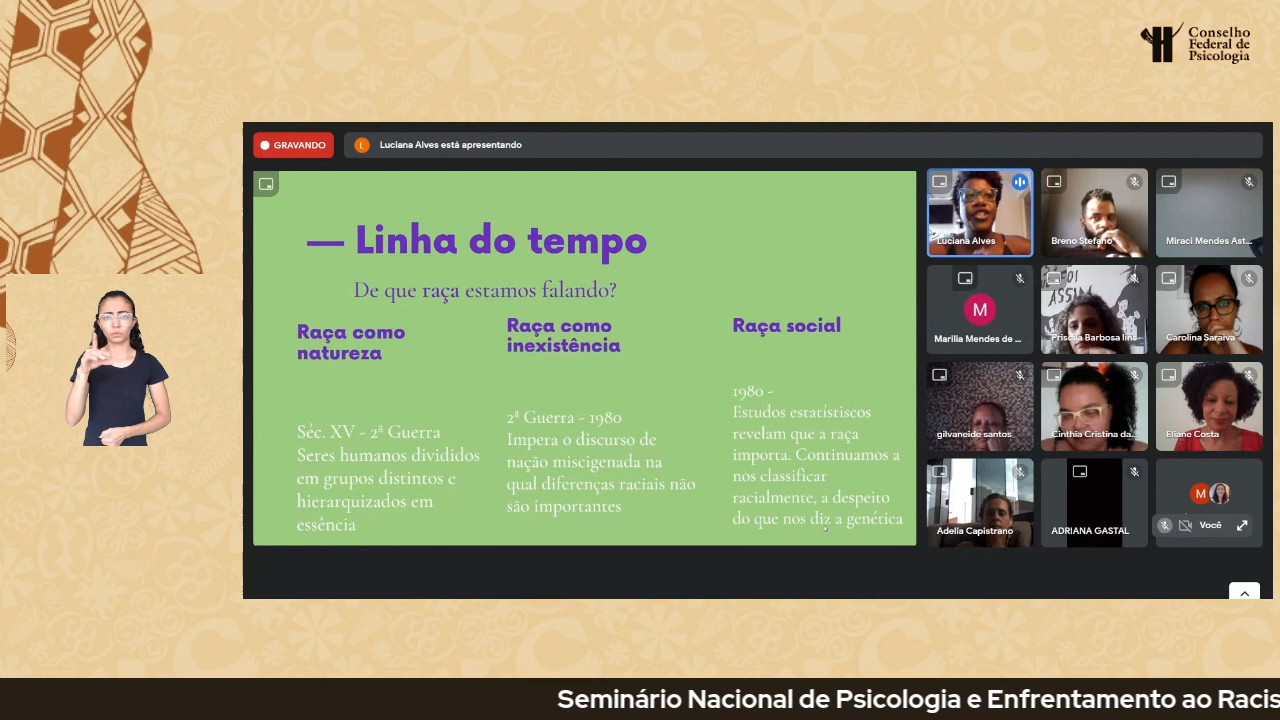 Conselho
Federal de
Psicologia
GRAVANDO
L
Luciana Alves está apresentando
— Linha do tempo
De que raça estamos falando?
Raça como
natureza
Séc. XV - 2ª Guerra
Seres humanos divididos
em grupos distintos e
hierarquizados em
essência
Raça como
inexistência
2ª Guerra - 1980
Impera o discurso de
nação miscigenada na
qual diferenças raciais não
são importantes
Raça social
1980 -
Estudos estatístiscos
revelam que a raça
importa. Continuamos a
nos classificar
racialmente, a despeito
do que nos diz a genética
Luciana Alves
Breno Stefano
Miraci Mendes Ast...
M
Marilia Mendes de ...
Priscila Barbosa lins
Carolina Saraiva
gilvaneide santos
Cinthia Cristina da...
Eliane Costa
Adelia Capistrano
ADRIANA GASTAL
M
Você
Seminário Nacional de Psicologia e Enfrentamento ao Racis